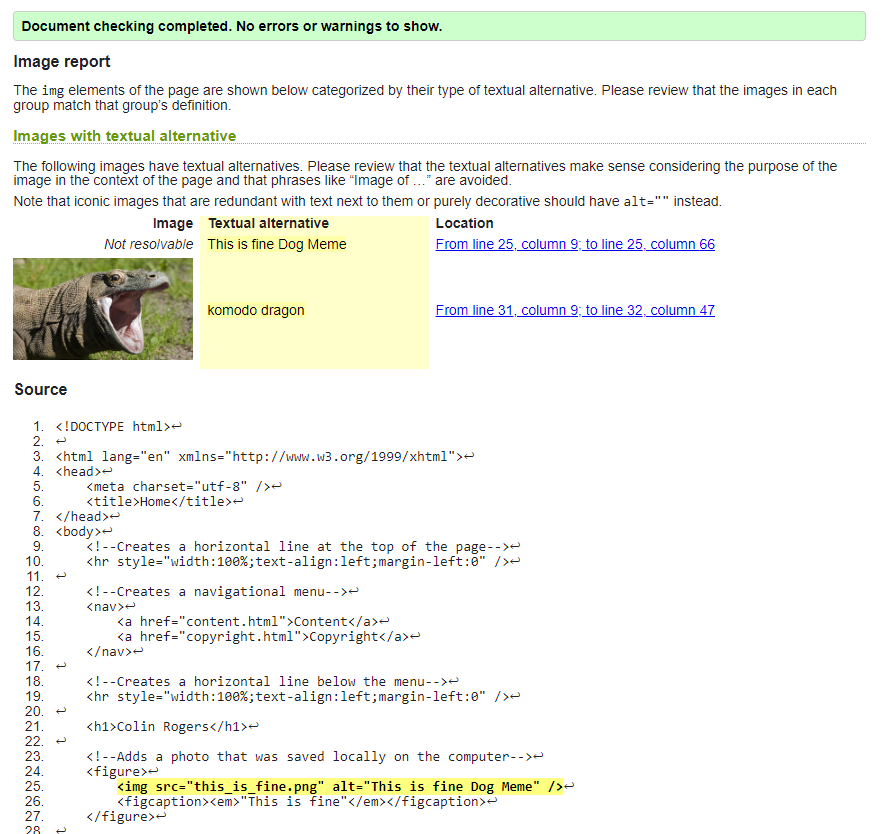 Document checking completed. No errors or warnings to show.
Image report
The img elements of the page are shown below categorized by their type of textual alternative. Please review that the images in each
group match that group’s definition.
Images with textual alternative
The following images have textual alternatives. Please review that the textual alternatives make sense considering the purpose of the
image in the context of the page and that phrases like “Image of …” are avoided.
Note that iconic images that are redundant with text next to them or purely decorative should have alt="" instead.
Image Textual alternative Location
Not resolvable This is fine Dog Meme From line 25, column 9; to line 25, column 66
komodo dragon From line 31, column 9; to line 32, column 47
Source
1. <!DOCTYPE html>↩
2. ↩
3. <html lang="en" xmlns="http://www.w3.org/1999/xhtml">↩
4. <head>↩
5. <meta charset="utf-8" />↩
6. <title>Home</title>↩
7. </head>↩
8. <body>↩
9. <!--Creates a horizontal line at the top of the page-->↩
10. <hr style="width:100%;text-align:left;margin-left:0" />↩
11. ↩
12. <!--Creates a navigational menu-->↩
13. <nav>↩
14. <a href="content.html">Content</a>↩
15. <a href="copyright.html">Copyright</a>↩
16. </nav>↩
17. ↩
18. <!--Creates a horizontal line below the menu-->↩
19. <hr style="width:100%;text-align:left;margin-left:0" />↩
20. ↩
21. <h1>Colin Rogers</h1>↩
22. ↩
23. <!--Adds a photo that was saved locally on the computer-->↩
24. <figure>↩
25. <img src="this_is_fine.png" alt="This is fine Dog Meme" />↩
26. <figcaption><em>"This is fine"</em></figcaption>↩
27. </figure>↩
28. ↩